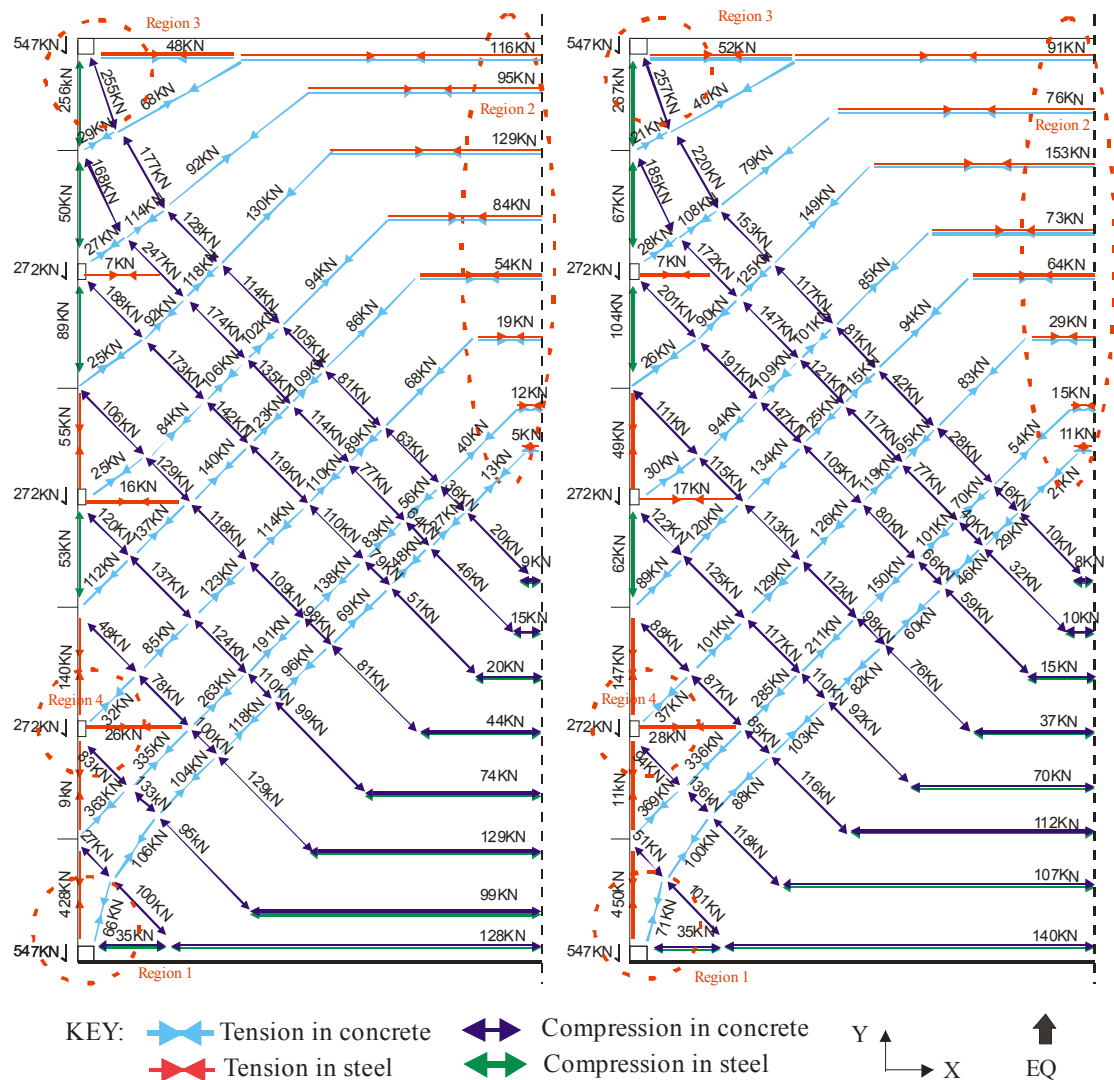 Region 3
547KN
48KN
116KN
95KN
256kN
255KN
68KN
Region 2
29KN
129KN
177KN
92KN
168KN
50KN
114KN
130KN
84KN
27KN
128KN
247KN
272KN
7KN
118KN
94KN
54KN
188KN
114KN
89KN
92KN
174KN
102KN
86KN
19KN
25KN
105KN
173KN
106KN
135KN
109KN
81KN
68KN
12KN
55KN
106KN
84KN
142KN
123KN
114KN
99KN
63KN
40KN
5KN
25KN
129KN
140KN
119KN
110KN
77KN
56KN
36KN
13KN
272KN
16KN
120KN
137KN
118KN
114KN
110KN
83KN
64KN
27KN
20KN
53KN
112KN
137KN
123KN
109KN
138KN
79KN
48KN
46KN
9KN
48KN
85KN
124KN
191KN
98KN
69KN
51KN
15KN
140KN
Region 4
78KN
263KN
110KN
96KN
81KN
20KN
272KN
32KN
26KN
335KN
100KN
118KN
99KN
44KN
83KN
9KN
363KN
133KN
104KN
129KN
74KN
27KN
106KN
95KN
129KN
428KN
100KN
66KN
99KN
547KN
35KN
128KN
Region 1
Region 3
547KN
52KN
91KN
76KN
267kN
257KN
40KN
Region 2
21KN
153KN
220KN
79KN
185KN
67KN
108KN
149KN
73KN
28KN
153KN
172KN
272KN
7KN
125KN
85KN
64KN
201KN
117KN
104KN
90KN
147KN
101KN
94KN
29KN
26KN
81KN
191KN
109KN
121KN
115KN
42KN
83KN
15KN
49KN
111KN
94KN
147KN
125KN
117KN
55KN
28KN
54KN
11KN
30KN
115KN
134KN
105KN
119KN
77KN
70KN
16KN
21KN
272KN
17KN
122KN
120KN
113KN
126KN
80KN
101KN
40KN
29KN
10KN
62KN
89KN
125KN
129KN
112KN
150KN
66KN
46KN
32KN
8KN
88KN
101KN
117KN
211KN
98KN
60KN
59KN
10KN
147KN
Region 4
87KN
285KN
110KN
82KN
76KN
15KN
272KN
37KN
28KN
336KN
85KN
103KN
92KN
37KN
94KN
11KN
369KN
136KN
88KN
116KN
70KN
51KN
100KN
118KN
112KN
450KN
101KN
71KN
107KN
547KN
35KN
140KN
Region 1
KEY:
Tension in concrete
Compression in concrete
Tension in steel
Compression in steel
Y
X
EQ